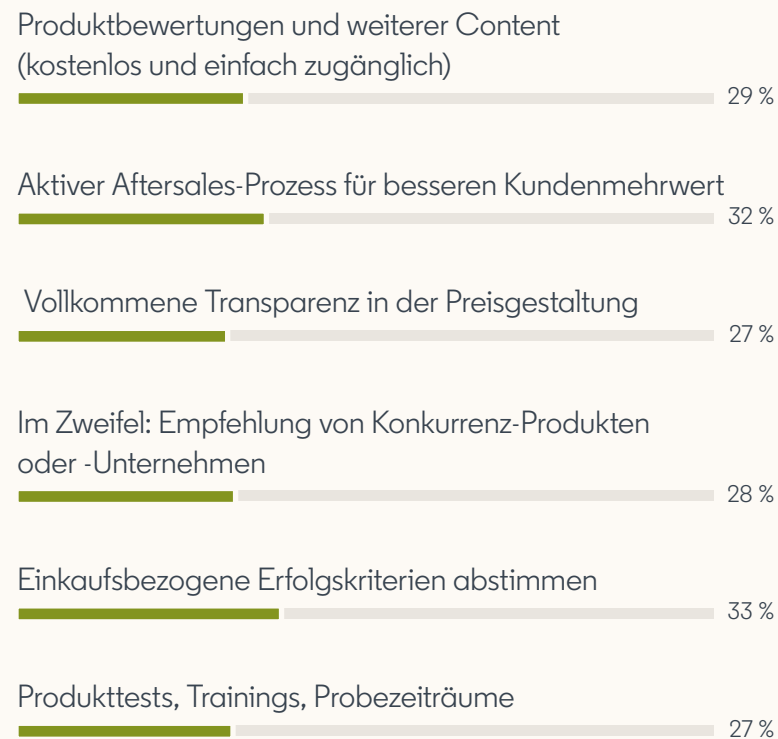 Produktbewertungen und weiterer Content
(kostenlos und einfach zugänglich)
29 %
Aktiver Aftersales-Prozess für besseren Kundenmehrwert
32 %
Vollkommene Transparenz in der Preisgestaltung
27 %
Im Zweifel: Empfehlung von Konkurrenz-Produkten
oder -Unternehmen
28 %
Einkaufsbezogene Erfolgskriterien abstimmen
33 %
Produkttests, Trainings, Probezeiträume
27 %